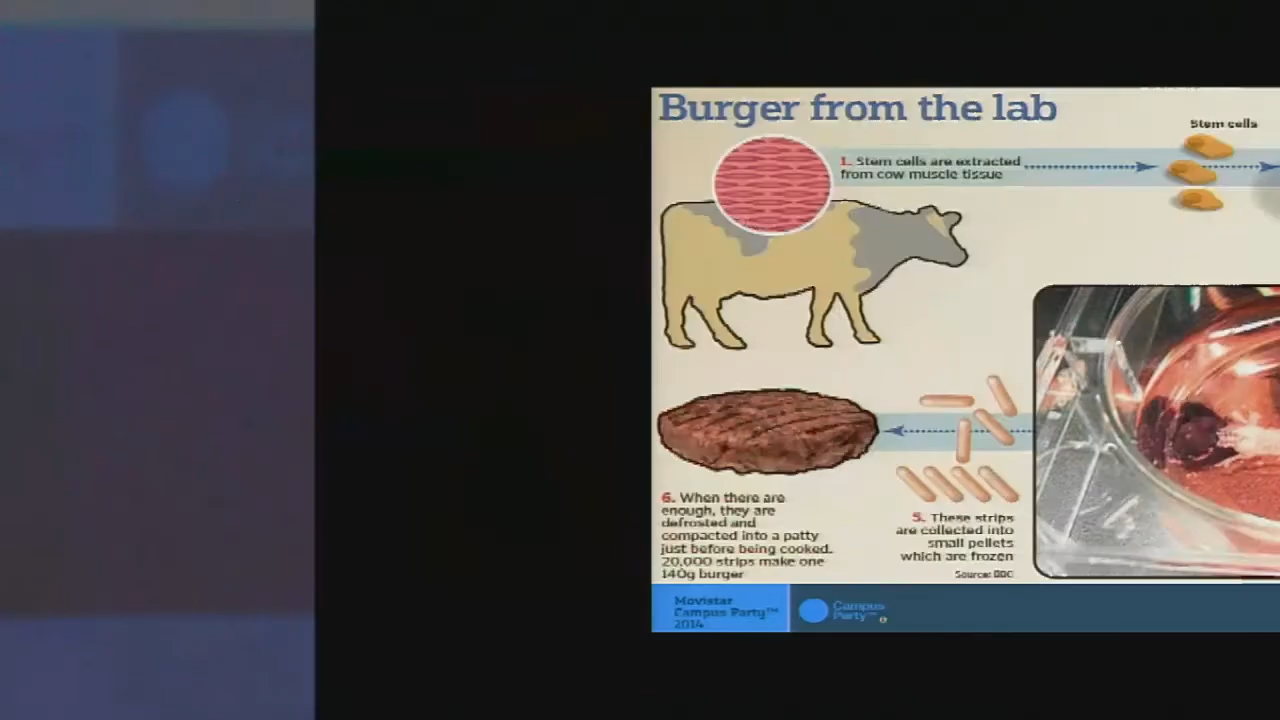 Burger from the lab
Stem cells
1. Stem cells are extracted
from cow muscle tissue
6. When there are
enough, they are
defrosted and
compacted into a patty
just before being cooked.
20,000 strips make one
140g burger
5. These strips
are collected into
small pellets
which are frozen
Source: BBC
Movistar
Campus Party™
2014
Campus
Party™